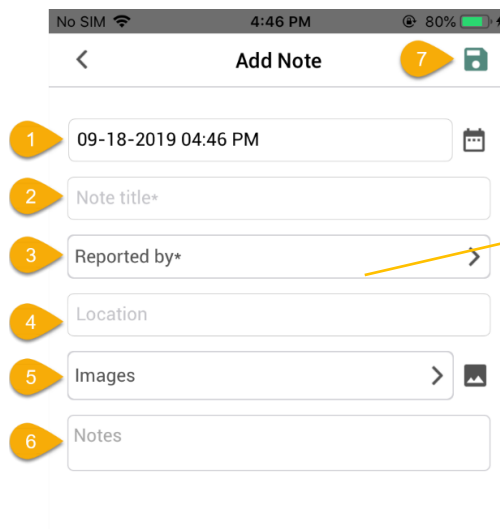 No SIM 4:46 PM 80%
Add Note 7
1 09-18-2019 04:46 PM
2 Note title*
3 Reported by*
4 Location
5 Images
6 Notes